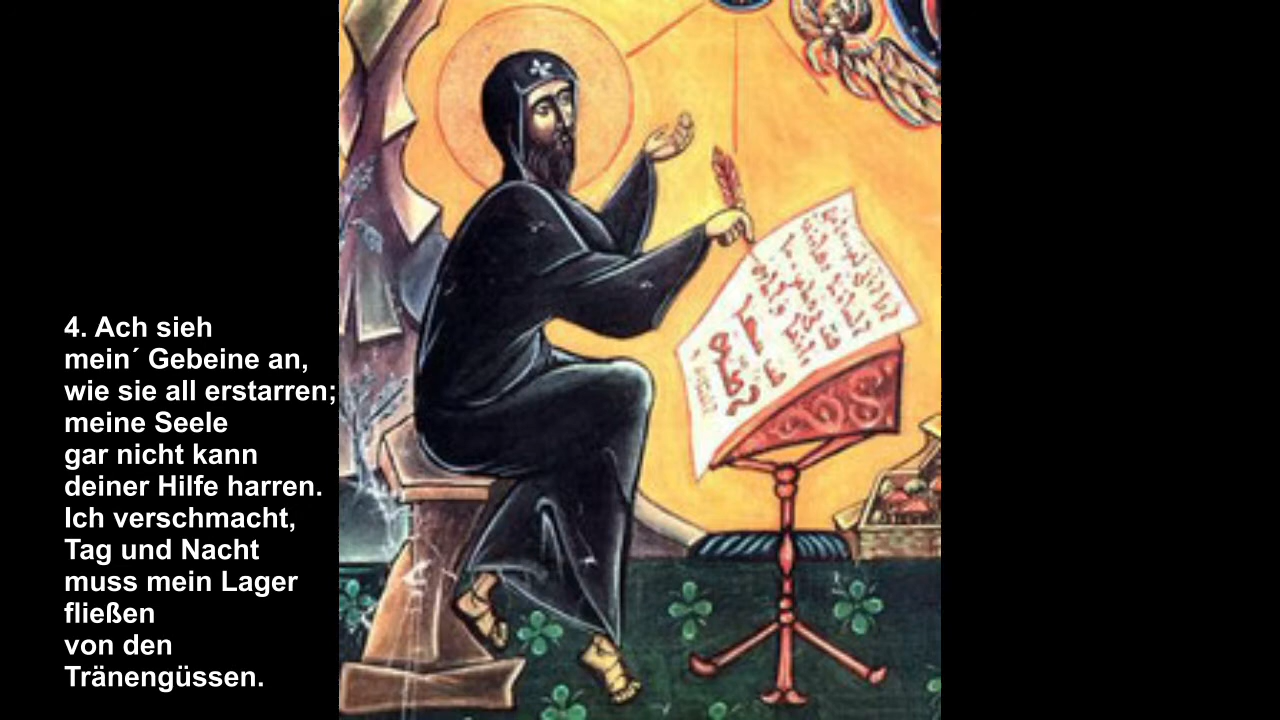 4. Ach sieh
mein´ Gebeine an,
wie sie all erstarren;
meine Seele
gar nicht kann
deiner Hilfe harren.
Ich verschmacht,
Tag und Nacht
muss mein Lager
fließen
von den
Tränengüssen.